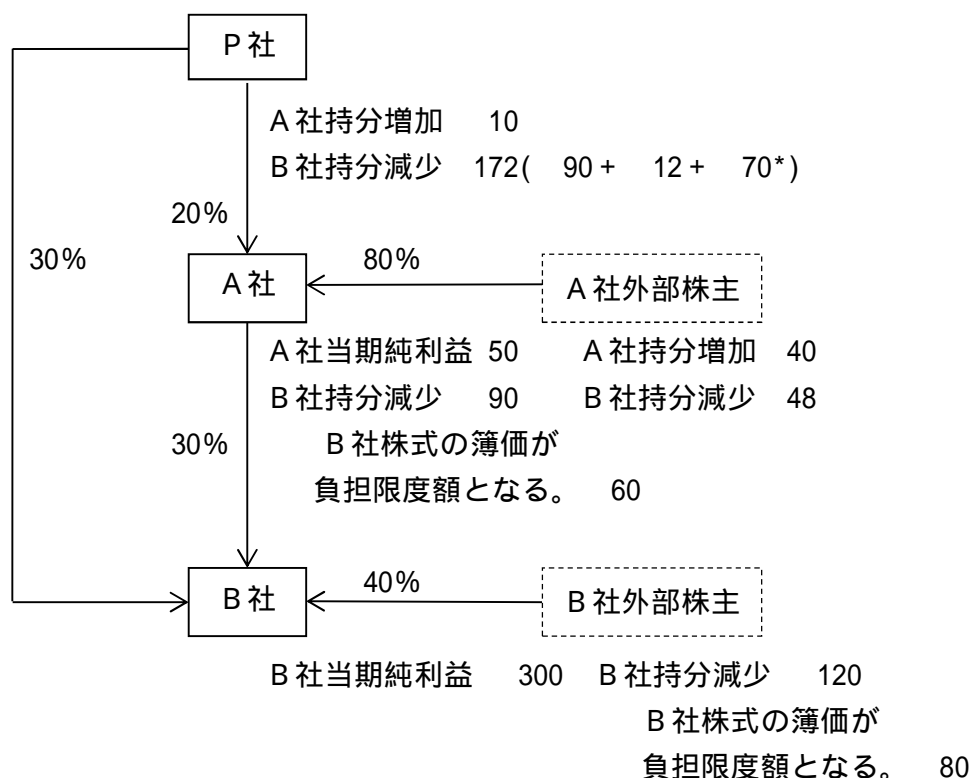 P社
A社持分増加 10
B社持分減少 172( 90 + 12 + 70*)
20%
30%
80%
A社
A社外部株主
A社当期純利益 50 A社持分増加 40
B社持分減少 90 B社持分減少 48
30%
B社株式の簿価が
負担限度額となる。 60
40%
B社
B社外部株主
B社当期純利益 300 B社持分減少 120
B社株式の簿価が
負担限度額となる。 80